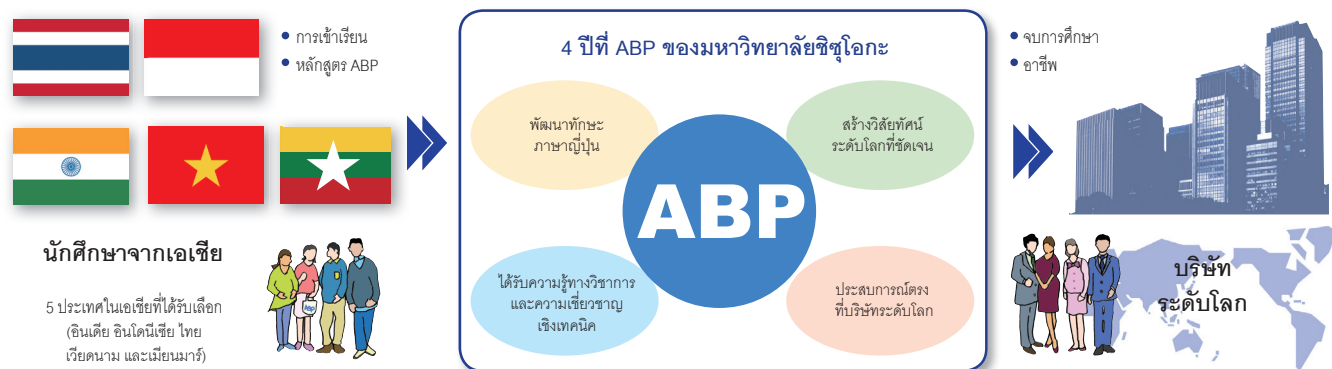 • การเข้าเรียน
• หลักสูตร ABP
นักศึกษาจากเอเชีย
5 ประเทศในเอเชียที่ได้รับเลือก
(อินเดีย อินโดนีเซีย ไทย
เวียดนาม และเมียนมาร์)
4 ปีที่ ABP ของมหาวิทยาลัยชิซุโอกะ
พัฒนาทักษะ
ภาษาญี่ปุ่น
สร้างวิสัยทัศน์
ระดับโลกที่ชัดเจน
ABP
ได้รับความรู้ทางวิชาการ
และความเชี่ยวชาญ
เชิงเทคนิค
ประสบการณ์ตรง
ที่บริษัทระดับโลก
• จบการศึกษา
• อาชีพ
บริษัท
ระดับโลก